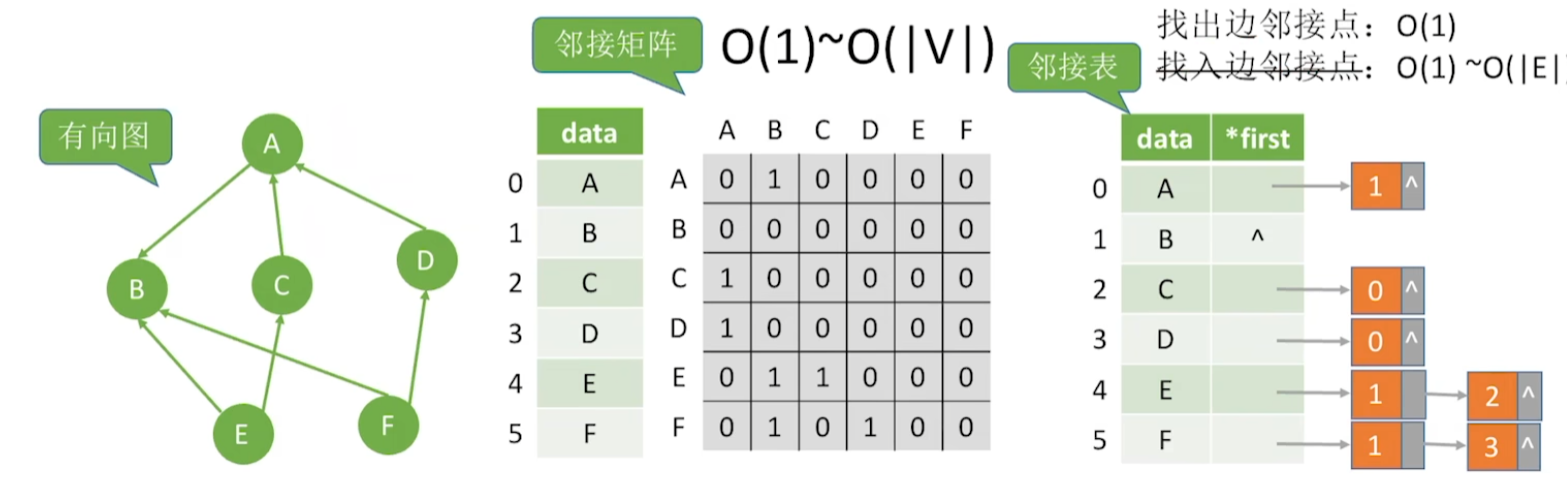 邻接矩阵 O(1)~O(|V|)
找出边邻接点：O(1)
邻接表 找入边邻接点：O(1) ~O(|E|
有向图
A
B
C
D
E
F
data
0 A
1 B
2 C
3 D
4 E
5 F
A B C D E F
A 0 1 0 0 0 0
B 0 0 0 0 0 0
C 1 0 0 0 0 0
D 1 0 0 0 0 0
E 0 1 1 0 0 0
F 0 1 0 1 0 0
data *first
0 A 1 ^
1 B ^
2 C 0 ^
3 D 0 ^
4 E 1 2 ^
5 F 1 3 ^